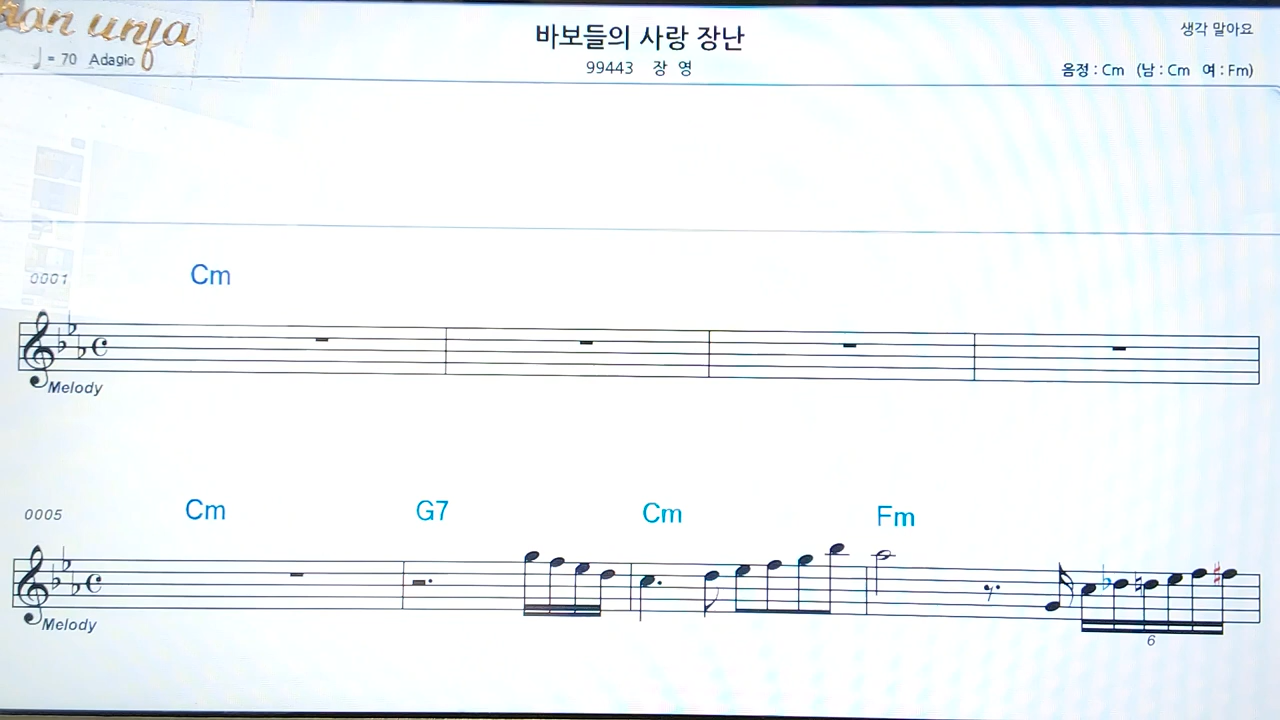 바보들의 사랑 장난
생각 말아요
♩ = 70 Adagio
99443 장 영
음정 : Cm (남 : Cm 여 : Fm)
0001 Cm
Melody
0005 Cm G7 Cm Fm
Melody
6